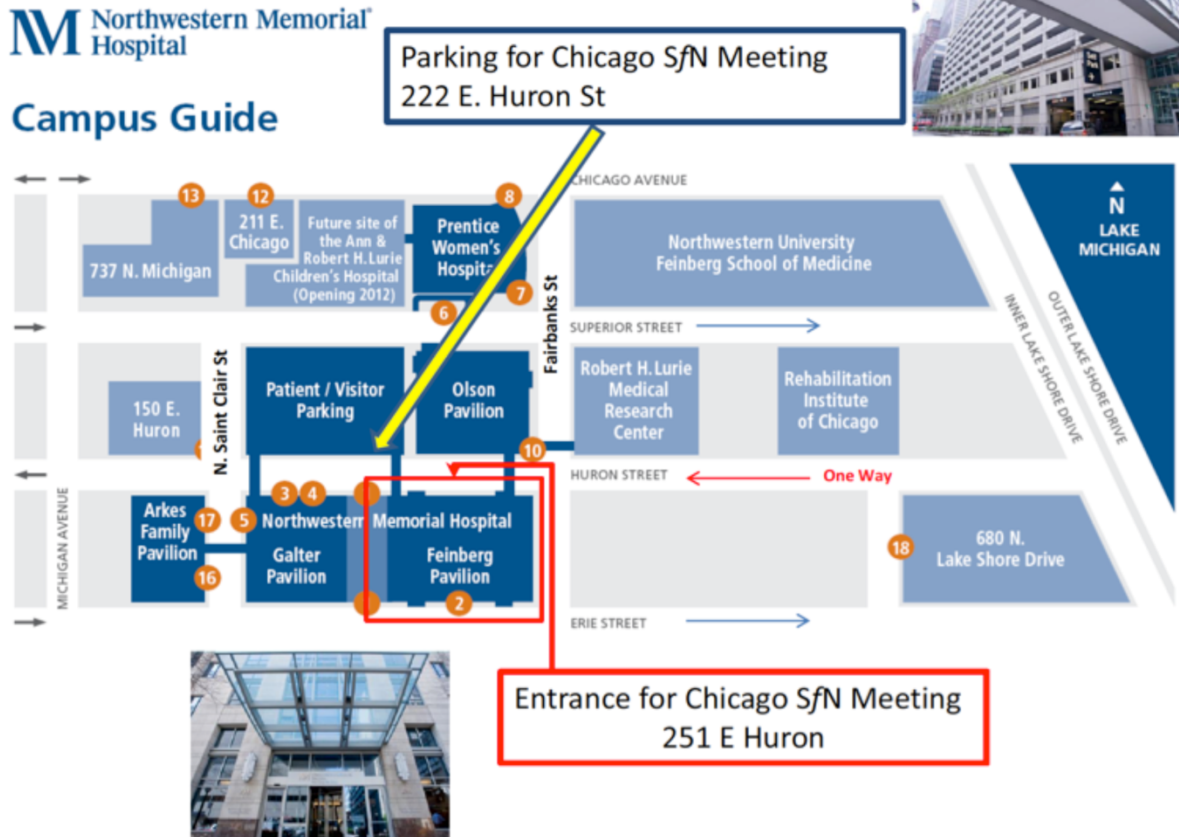 NM Northwestern Memorial®
Hospital
Campus Guide
Parking for Chicago SfN Meeting
222 E. Huron St
CHICAGO AVENUE
13
12
8
211 E.
Chicago
737 N. Michigan
Future site of
the Ann &
Robert H. Lurie
Children's Hospital
(Opening 2012)
Prentice
Women's
Hospital
7
6
Northwestern University
Feinberg School of Medicine
N
LAKE
MICHIGAN
INNER LAKE SHORE DRIVE
OUTER LAKE SHORE DRIVE
Fairbanks St
SUPERIOR STREET
N. Saint Clair St
150 E.
Huron
Patient / Visitor
Parking
Olson
Pavilion
10
Robert H. Lurie
Medical
Research
Center
Rehabilitation
Institute
of Chicago
HURON STREET
One Way
MICHIGAN AVENUE
Arkes
Family
Pavilion
17
16
5
3
4
Northwestern Memorial Hospital
Galter
Pavilion
Feinberg
Pavilion
2
18
680 N.
Lake Shore Drive
ERIE STREET
Entrance for Chicago SfN Meeting
251 E Huron